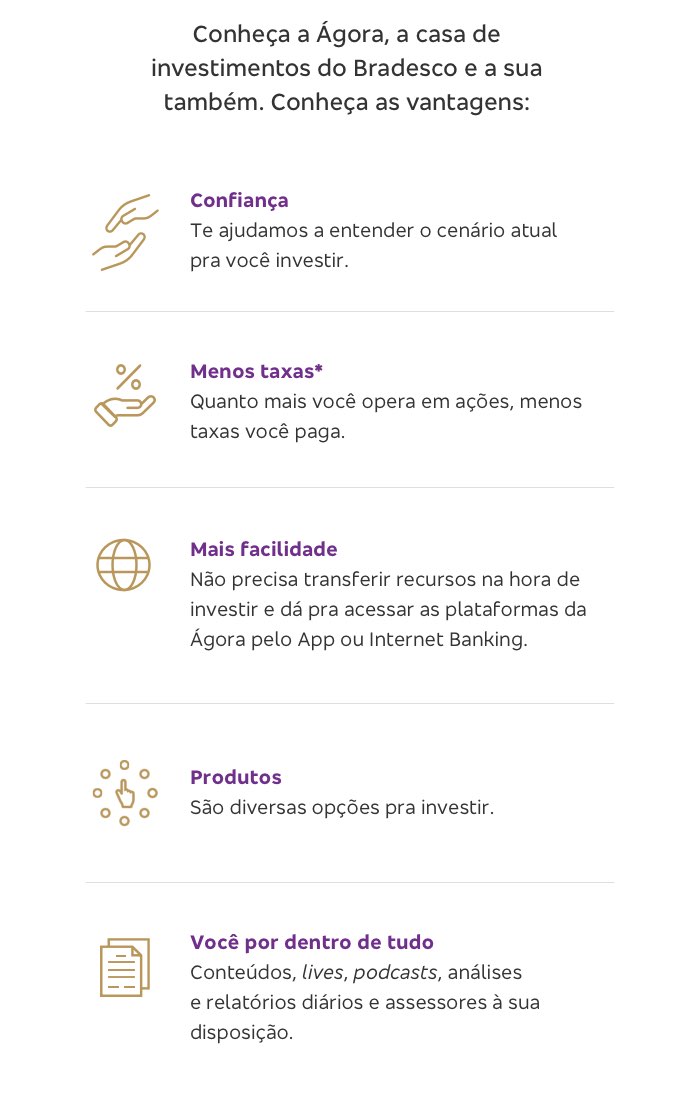 Conheça a Ágora, a casa de
investimentos do Bradesco e a sua
também. Conheça as vantagens:
Confiança
Te ajudamos a entender o cenário atual
pra você investir.
%
Menos taxas*
Quanto mais você opera em ações, menos
taxas você paga.
Mais facilidade
Não precisa transferir recursos na hora de
investir e dá pra acessar as plataformas da
Ágora pelo App ou Internet Banking.
Produtos
São diversas opções pra investir.
Você por dentro de tudo
Conteúdos, lives, podcasts, análises
e relatórios diários e assessores à sua
disposição.